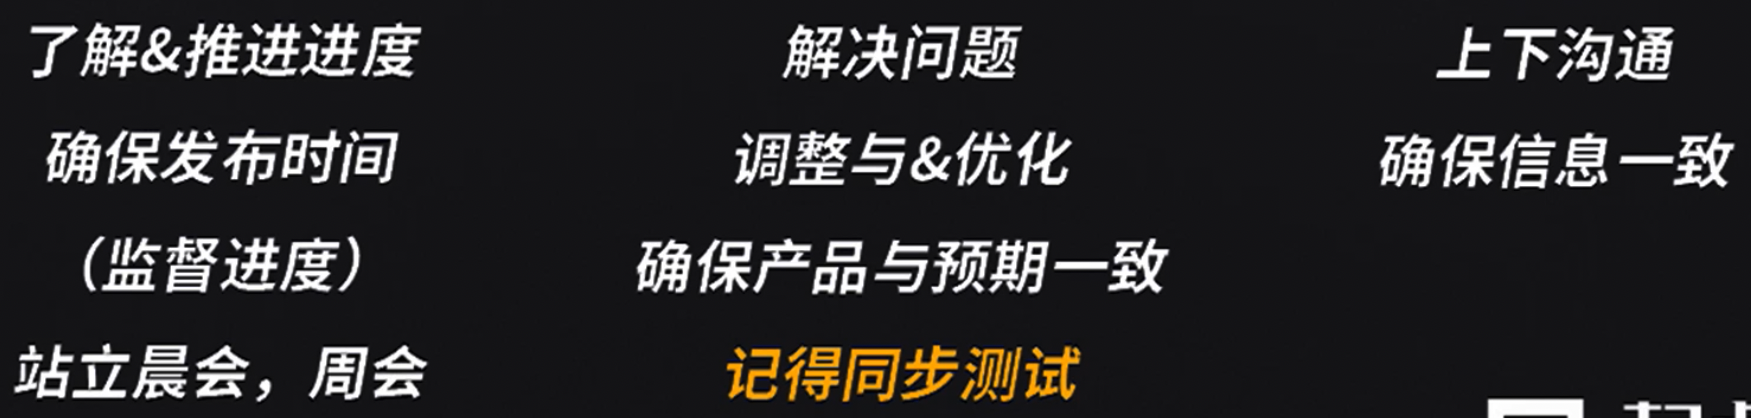 了解&推进进度
确保发布时间
（监督进度）
站立晨会，周会
解决问题
调整与&优化
确保产品与预期一致
记得同步测试
上下沟通
确保信息一致